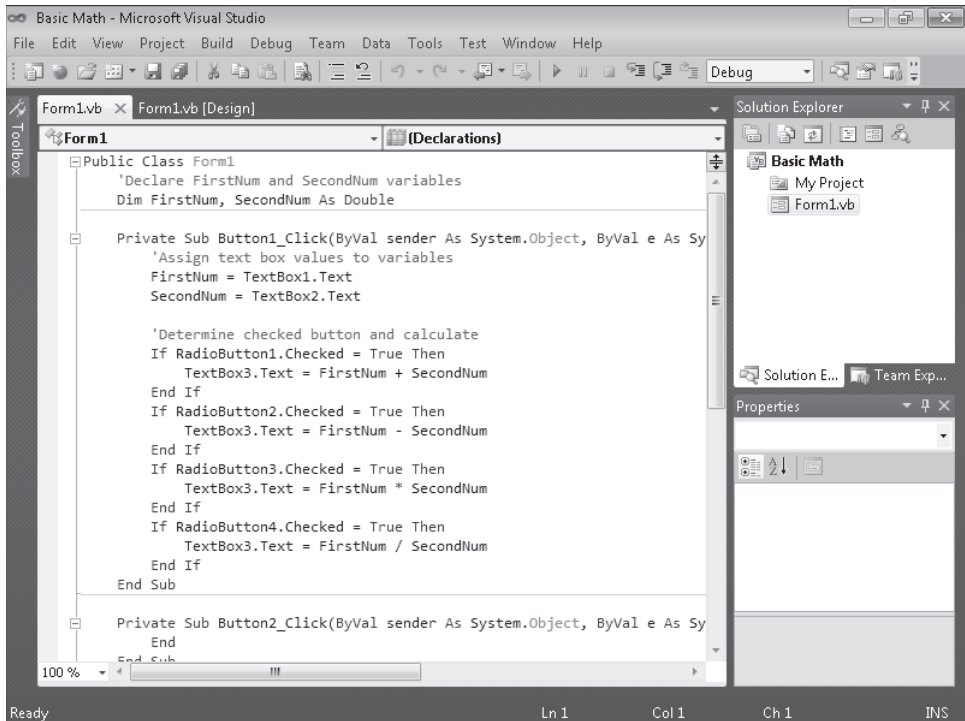 Basic Math - Microsoft Visual Studio
File Edit View Project Build Debug Team Data Tools Test Window Help
Debug
Toolbox
Form1.vb Form1.vb [Design]
Form1 (Declarations)
Public Class Form1
'Declare FirstNum and SecondNum variables
Dim FirstNum, SecondNum As Double
Private Sub Button1_Click(ByVal sender As System.Object, ByVal e As Sy
'Assign text box values to variables
FirstNum = TextBox1.Text
SecondNum = TextBox2.Text
'Determine checked button and calculate
If RadioButton1.Checked = True Then
TextBox3.Text = FirstNum + SecondNum
End If
If RadioButton2.Checked = True Then
TextBox3.Text = FirstNum - SecondNum
End If
If RadioButton3.Checked = True Then
TextBox3.Text = FirstNum * SecondNum
End If
If RadioButton4.Checked = True Then
TextBox3.Text = FirstNum / SecondNum
End If
End Sub
Private Sub Button2_Click(ByVal sender As System.Object, ByVal e As Sy
End
End Sub
100 %
Solution Explorer
Basic Math
My Project
Form1.vb
Solution E... Team Exp...
Properties
Ready Ln 1 Col 1 Ch 1 INS